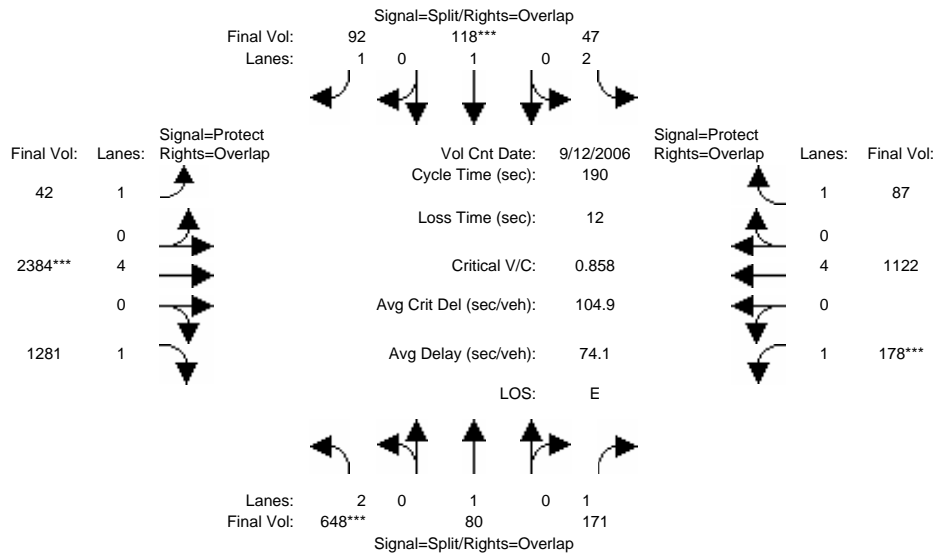 Signal=Split/Rights=Overlap
Final Vol: 92 118*** 47
Lanes: 1 0 1 0 2
Signal=Protect Signal=Protect
Final Vol: Lanes: Rights=Overlap Vol Cnt Date: 9/12/2006 Rights=Overlap Lanes: Final Vol:
Cycle Time (sec): 190
42 1 1 87
Loss Time (sec): 12
0 0
2384*** 4 Critical V/C: 0.858 4 1122
0 Avg Crit Del (sec/veh): 104.9 0
1281 1 Avg Delay (sec/veh): 74.1 1 178***
LOS: E
Lanes: 2 0 1 0 1
Final Vol: 648*** 80 171
Signal=Split/Rights=Overlap